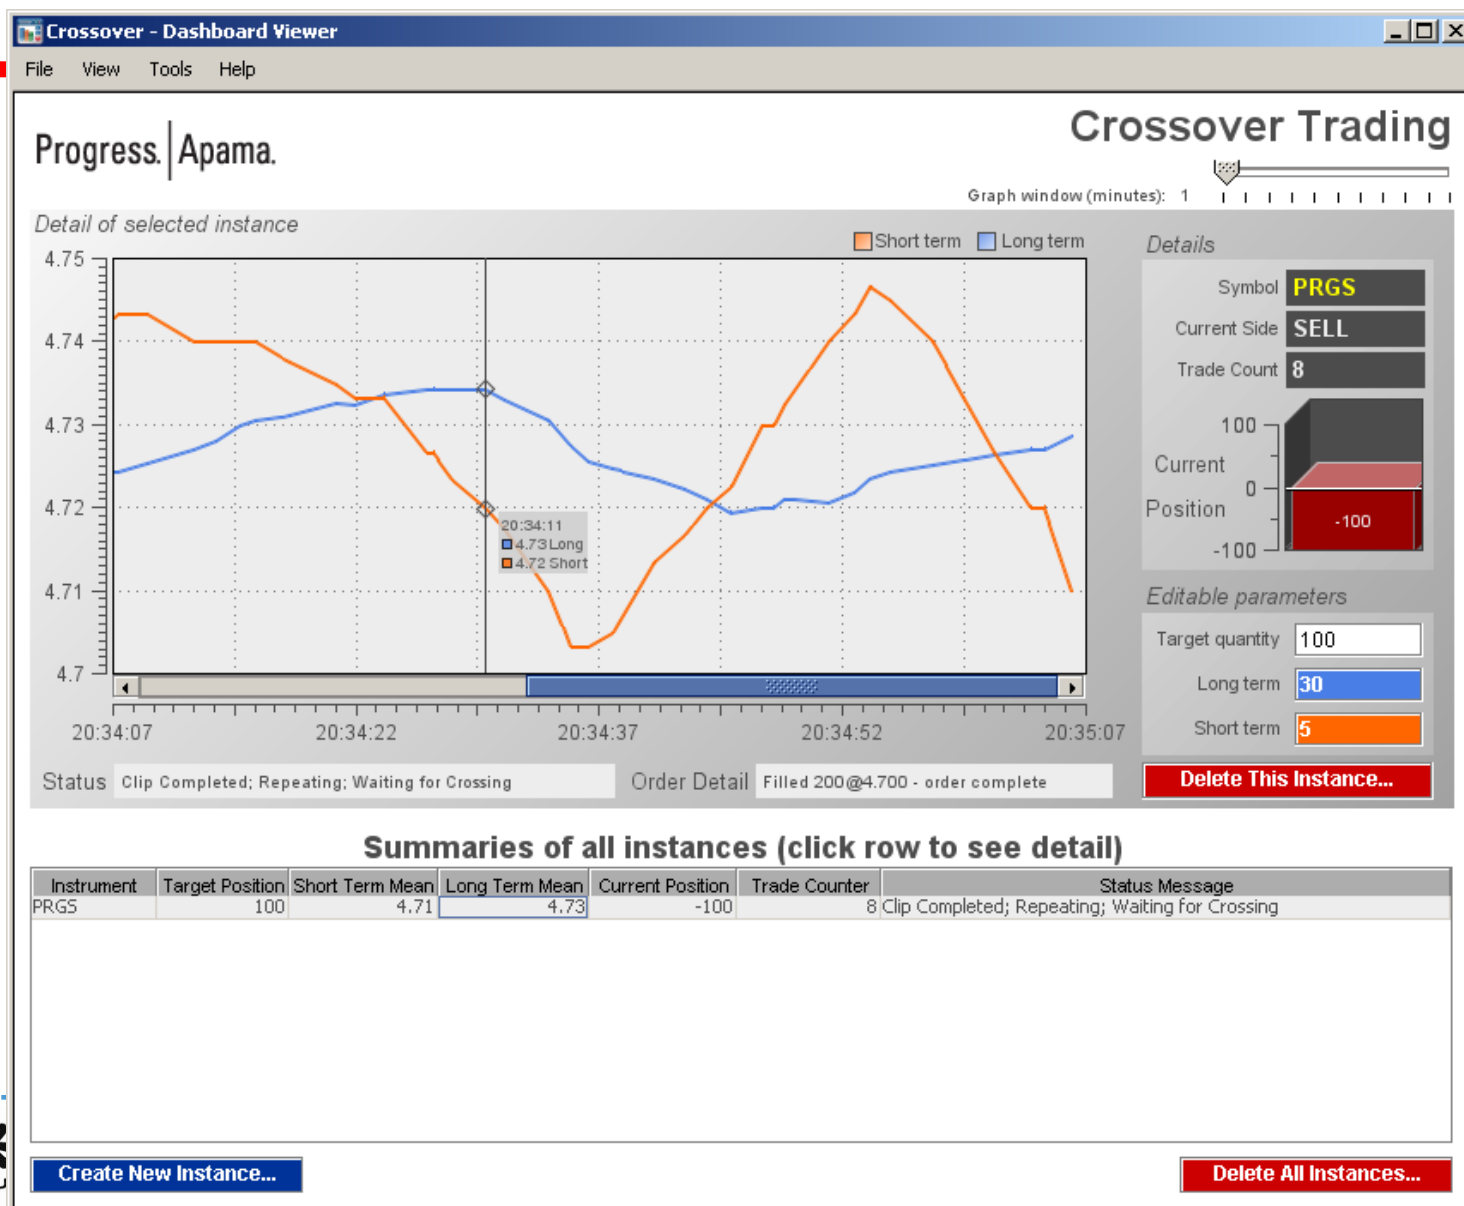 Crossover - Dashboard Viewer
File View Tools Help
Progress. Apama.
Crossover Trading
Graph window (minutes): 1
Detail of selected instance
Short term Long term
4.75
4.74
4.73
4.72
4.71
4.7
20:34:11
4.73 Long
4.72 Short
20:34:07 20:34:22 20:34:37 20:34:52 20:35:07
Details
Symbol PRGS
Current Side SELL
Trade Count 8
Current Position
100
0
-100
-100
Editable parameters
Target quantity 100
Long term 30
Short term 5
Status Clip Completed; Repeating; Waiting for Crossing
Order Detail Filled 200@4.700 - order complete
Delete This Instance...
Summaries of all instances (click row to see detail)
Instrument Target Position Short Term Mean Long Term Mean Current Position Trade Counter Status Message
PRGS 100 4.71 4.73 -100 8 Clip Completed; Repeating; Waiting for Crossing
Create New Instance...
Delete All Instances...